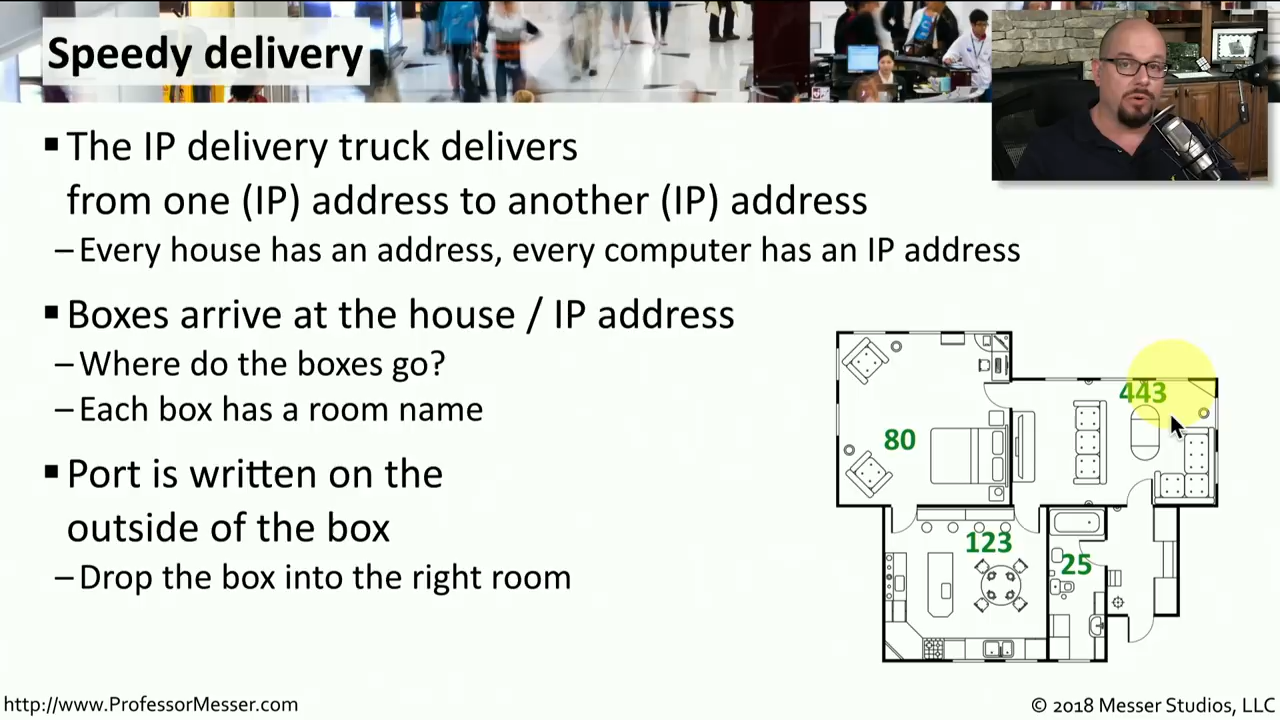 Speedy delivery
▪ The IP delivery truck delivers
from one (IP) address to another (IP) address
– Every house has an address, every computer has an IP address
▪ Boxes arrive at the house / IP address
– Where do the boxes go?
– Each box has a room name
▪ Port is written on the
outside of the box
– Drop the box into the right room
443
80
123
25
http://www.ProfessorMesser.com
© 2018 Messer Studios, LLC